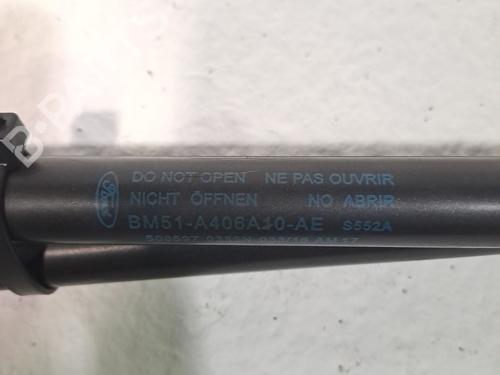 DO NOT OPEN NE PAS OUVRIR
NICHT ÖFFNEN NO ABRIR
BM51-A406A10-AE S552A